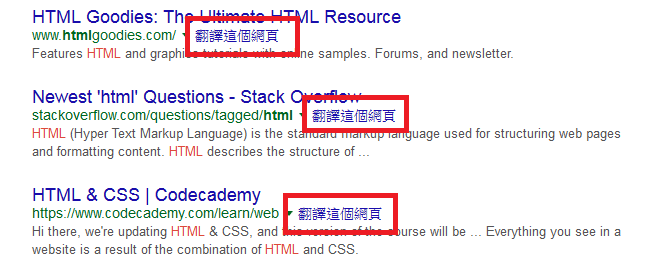 HTML Goodies: The Ultimate HTML Resource
www.htmlgoodies.com/ 翻譯這個網頁
Features HTML and graphics tutorials with online samples. Forums, and newsletter.
Newest 'html' Questions - Stack Overflow
stackoverflow.com/questions/tagged/html 翻譯這個網頁
HTML (Hyper Text Markup Language) is the standard markup language used for structuring web pages
and formatting content. HTML describes the structure of ...
HTML & CSS | Codecademy
https://www.codecademy.com/learn/web 翻譯這個網頁
Hi there, we're updating HTML & CSS, and this version of the course will be ... Everything you see in a
website is a result of the combination of HTML and CSS.